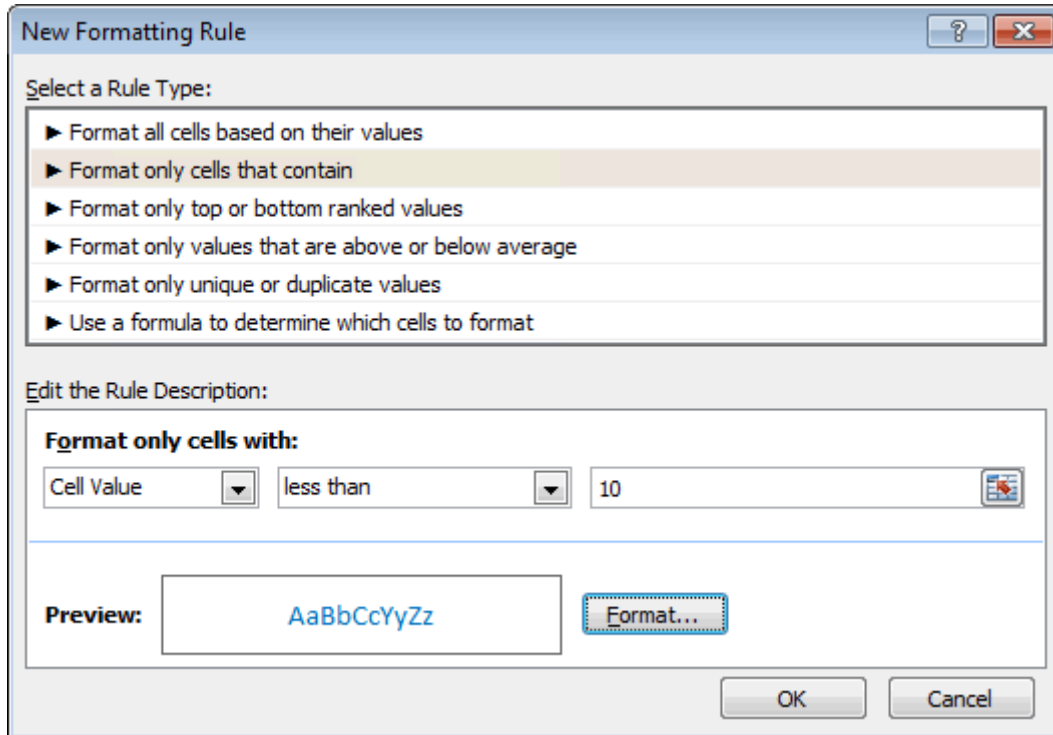 New Formatting Rule
Select a Rule Type:
► Format all cells based on their values
► Format only cells that contain
► Format only top or bottom ranked values
► Format only values that are above or below average
► Format only unique or duplicate values
► Use a formula to determine which cells to format
Edit the Rule Description:
Format only cells with:
Cell Value less than 10
Preview: AaBbCcYyZz Format...
OK Cancel